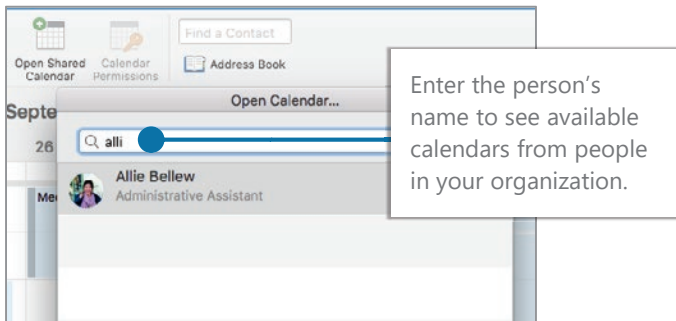 Find a Contact
Open Shared Calendar
Calendar Permissions
Address Book
Septe
Open Calendar...
26
alli
Allie Bellew
Administrative Assistant
Mee
Enter the person's
name to see available
calendars from people
in your organization.